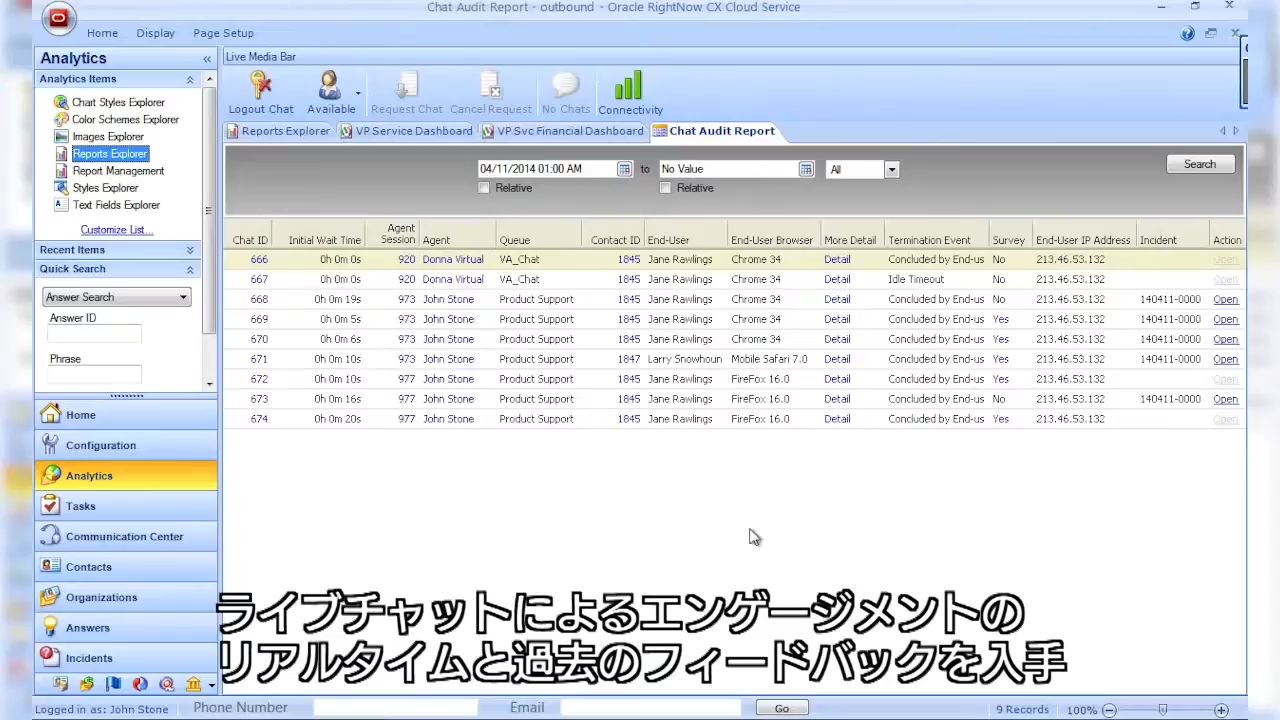 Chat Audit Report - outbound - Oracle RightNow CX Cloud Service
Home Display Page Setup
Analytics
Analytics Items
Chart Styles Explorer
Color Schemes Explorer
Images Explorer
Reports Explorer
Report Management
Styles Explorer
Text Fields Explorer
Customize List...
Recent Items
Quick Search
Answer Search
Answer ID
Phrase
Home
Configuration
Analytics
Tasks
Communication Center
Contacts
Organizations
Answers
Incidents
Live Media Bar
Logout Chat Available Request Chat Cancel Request No Chats Connectivity
Reports Explorer VP Service Dashboard VP Svc Financial Dashboard Chat Audit Report
04/11/2014 01:00 AM to No Value All Search
Relative Relative
Chat ID Initial Wait Time Agent Session Agent Queue Contact ID End-User End-User Browser More Detail Termination Event Survey End-User IP Address Incident Action
666 0h 0m 0s 920 Donna Virtual VA_Chat 1845 Jane Rawlings Chrome 34 Detail Concluded by End-us No 213.46.53.132 Open
667 0h 0m 0s 920 Donna Virtual VA_Chat 1845 Jane Rawlings Chrome 34 Detail Idle Timeout No 213.46.53.132 Open
668 0h 0m 19s 973 John Stone Product Support 1845 Jane Rawlings Chrome 34 Detail Concluded by End-us No 213.46.53.132 140411-0000 Open
669 0h 0m 5s 973 John Stone Product Support 1845 Jane Rawlings Chrome 34 Detail Concluded by End-us Yes 213.46.53.132 140411-0000 Open
670 0h 0m 6s 973 John Stone Product Support 1845 Jane Rawlings Chrome 34 Detail Concluded by End-us Yes 213.46.53.132 140411-0000 Open
671 0h 0m 10s 973 John Stone Product Support 1847 Larry Snowhoun Mobile Safari 7.0 Detail Concluded by End-us Yes 213.46.53.132 140411-0000 Open
672 0h 0m 10s 977 John Stone Product Support 1845 Jane Rawlings FireFox 16.0 Detail Concluded by End-us Yes 213.46.53.132 Open
673 0h 0m 16s 977 John Stone Product Support 1845 Jane Rawlings FireFox 16.0 Detail Concluded by End-us No 213.46.53.132 140411-0000 Open
674 0h 0m 20s 977 John Stone Product Support 1845 Jane Rawlings FireFox 16.0 Detail Concluded by End-us Yes 213.46.53.132 Open
ライブチャットによるエンゲージメントの
リアルタイムと過去のフィードバックを入手
Logged in as: John Stone Phone Number Email Go 9 Records 100%